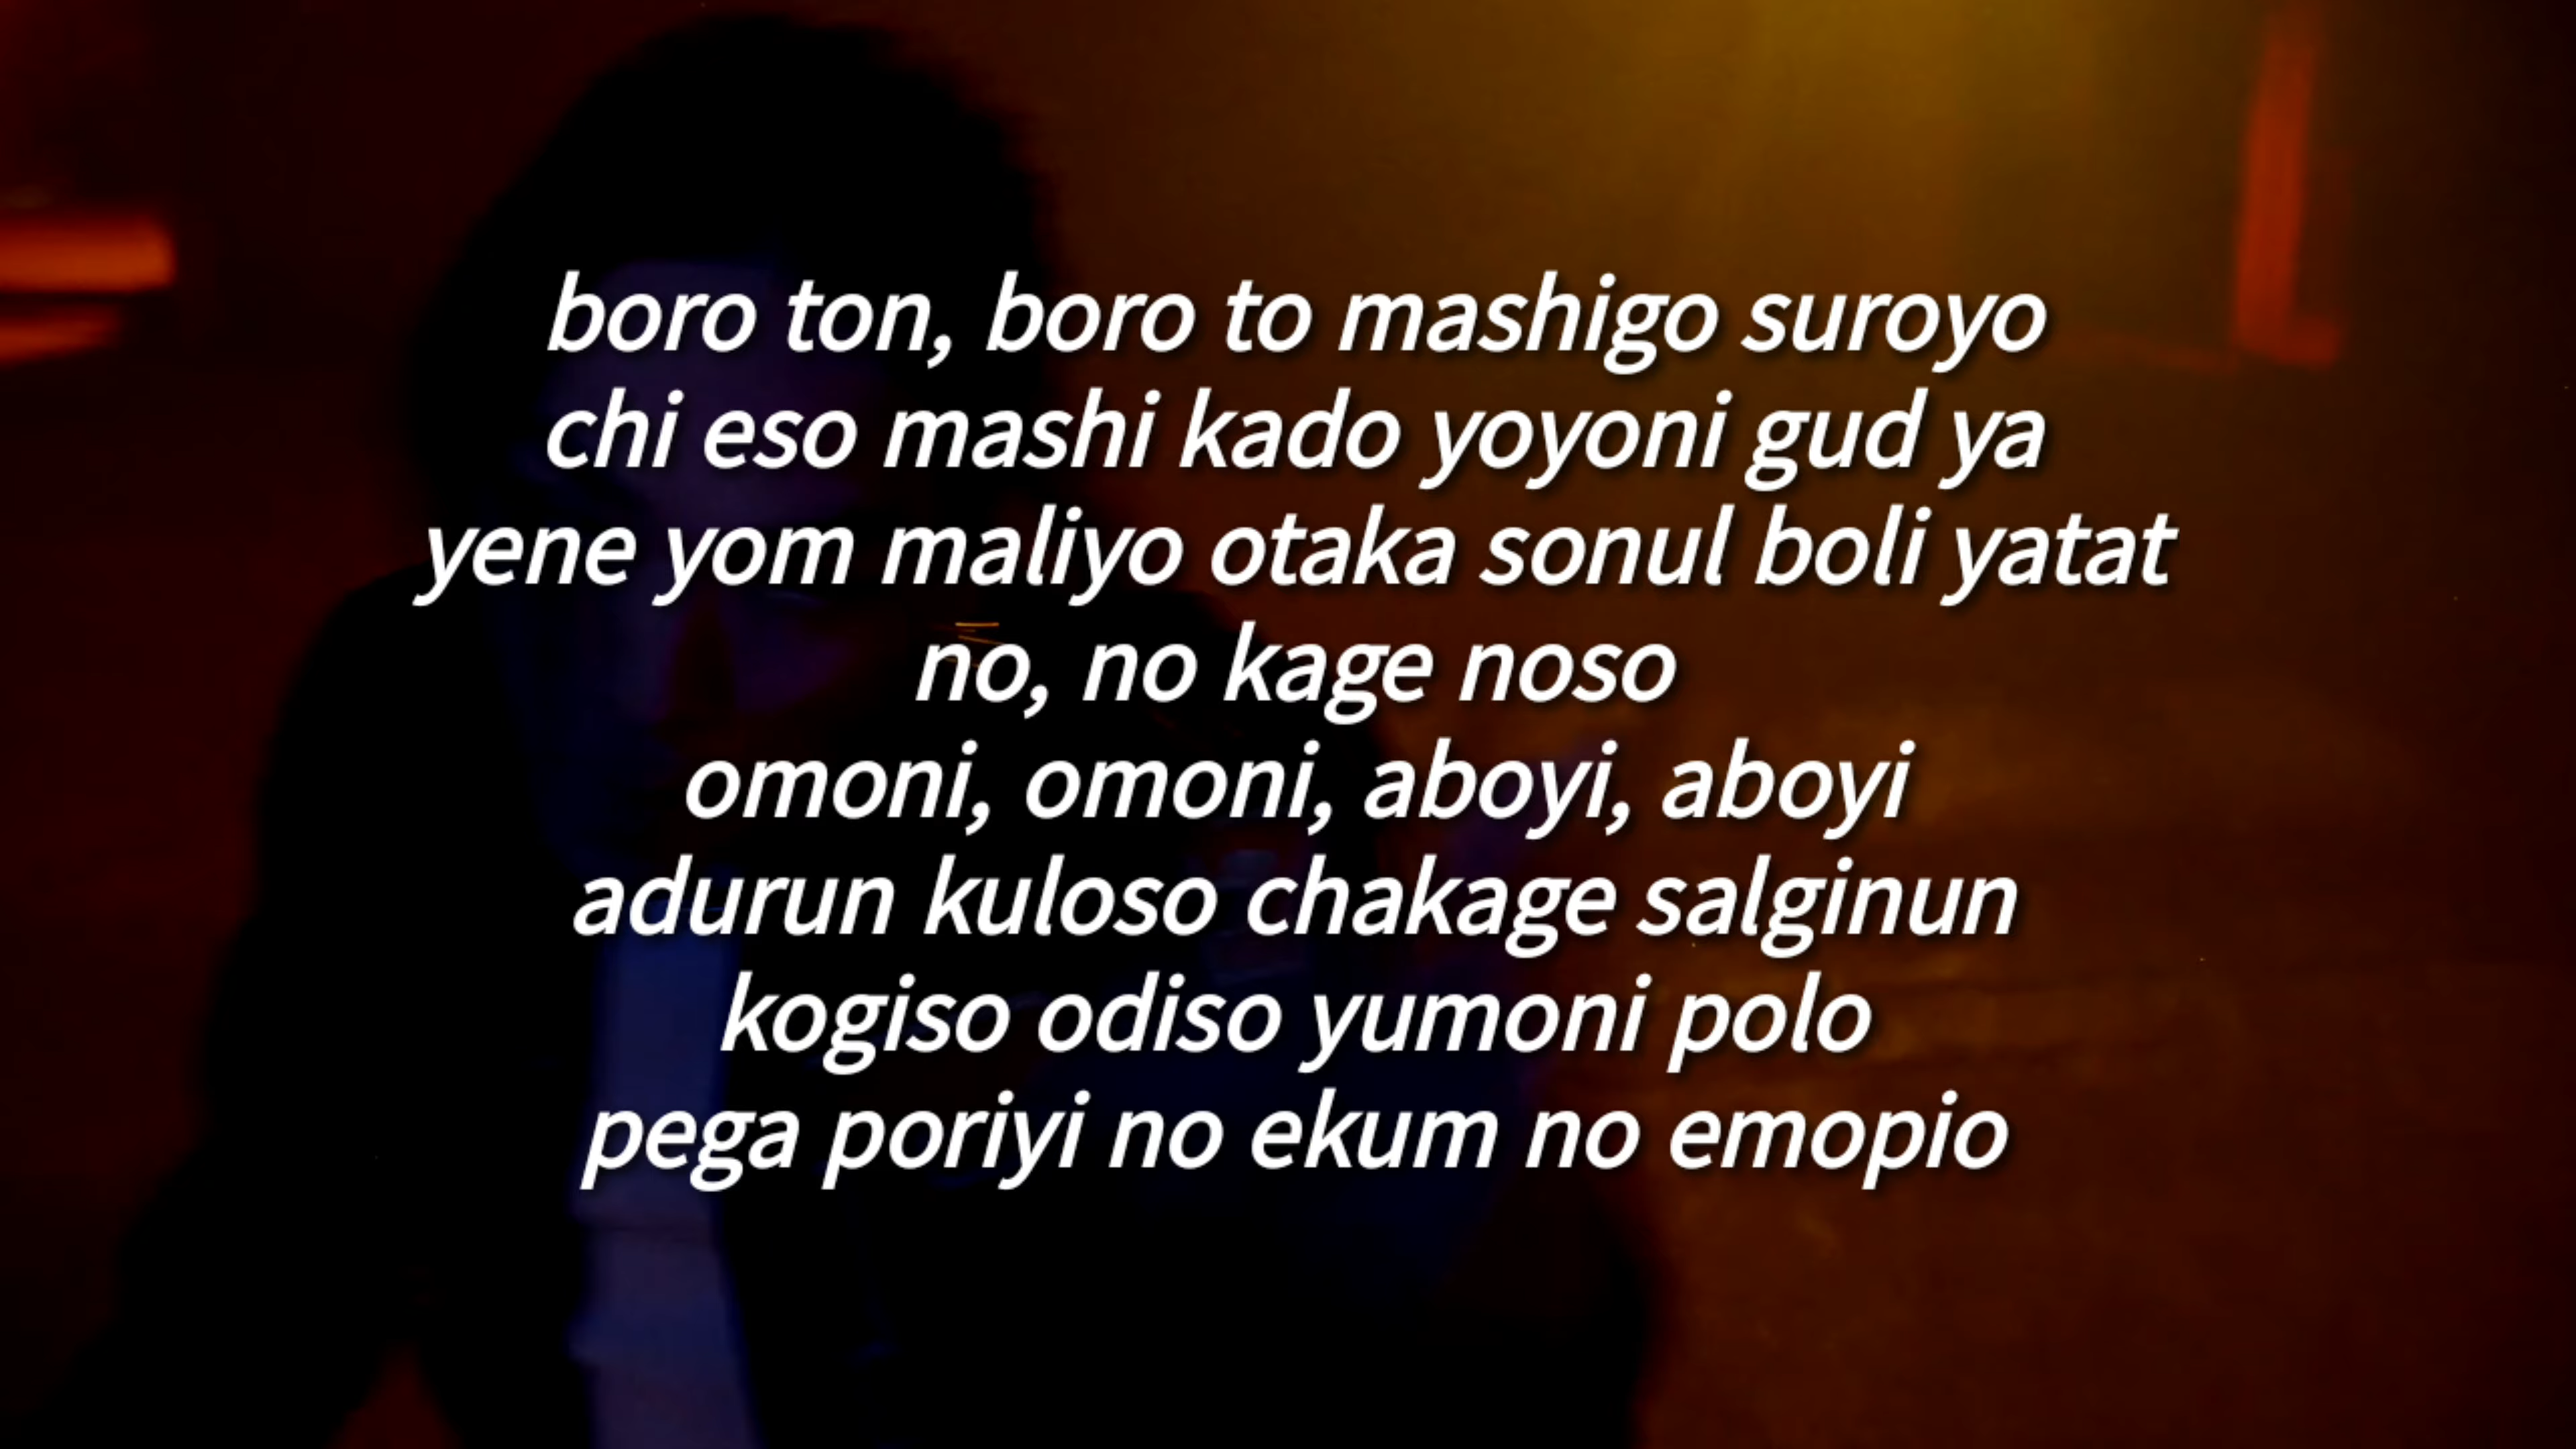 boro ton, boro to mashigo suroyo
chi eso mashi kado yoyoni gud ya
yene yom maliyo otaka sonul boli yatat
no, no kage noso
omoni, omoni, aboyi, aboyi
adurun kuloso chakage salginun
kogiso odiso yumoni polo
pega poriyi no ekum no emopio